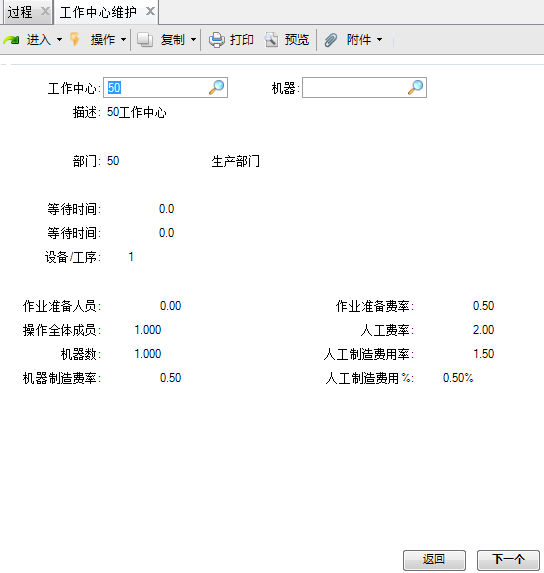 过程 工作中心维护
进入 操作 复制 打印 预览 附件
工作中心: 50 机器:
描述: 50工作中心
部门: 50 生产部门
等待时间: 0.0
等待时间: 0.0
设备/工序: 1
作业准备人员: 0.00 作业准备费率: 0.50
操作全体成员: 1.000 人工费率: 2.00
机器数: 1.000 人工制造费用率: 1.50
机器制造费率: 0.50 人工制造费用%: 0.50%
返回 下一个